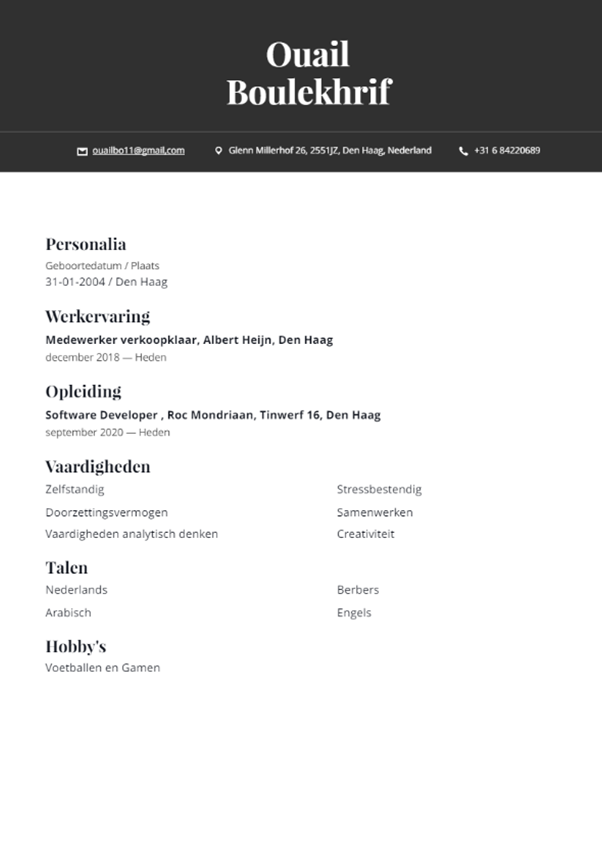 Ouail
Boulekhrif
ouailbo11@gmail.com
Glenn Millerhof 26, 2551JZ, Den Haag, Nederland
+31 6 84220689
Personalia
Geboortedatum / Plaats
31-01-2004 / Den Haag
Werkervaring
Medewerker verkoopklaar, Albert Heijn, Den Haag
december 2018 — Heden
Opleiding
Software Developer , Roc Mondriaan, Tinwerf 16, Den Haag
september 2020 — Heden
Vaardigheden
Zelfstandig
Stressbestendig
Doorzettingsvermogen
Samenwerken
Vaardigheden analytisch denken
Creativiteit
Talen
Nederlands
Berbers
Arabisch
Engels
Hobby's
Voetballen en Gamen